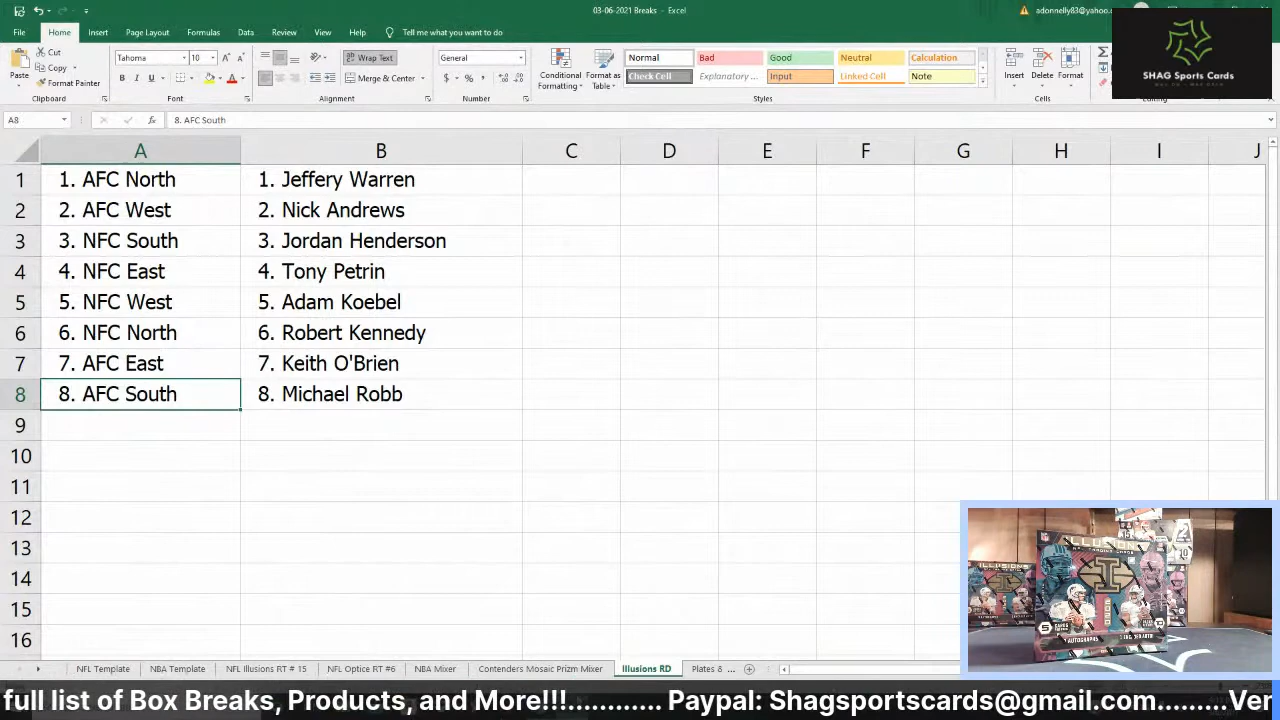 03-06-2021 Breaks - Excel
adonnelly83@yahoo.c
File Home Insert Page Layout Formulas Data Review View Help Tell me what you want to do
Cut
Copy
Format Painter
Paste
Clipboard
Tahoma 10
B I U
Font
Wrap Text
Merge & Center
Alignment
General
Number
Conditional Formatting
Format as Table
Normal Bad Good Neutral Calculation
Check Cell Explanatory ... Input Linked Cell Note
Styles
Insert Delete Format
Cells
SHAG Sports Cards
A8 fx 8. AFC South
A B C D E F G H I J
1 1. AFC North 1. Jeffery Warren
2 2. AFC West 2. Nick Andrews
3 3. NFC South 3. Jordan Henderson
4 4. NFC East 4. Tony Petrin
5 5. NFC West 5. Adam Koebel
6 6. NFC North 6. Robert Kennedy
7 7. AFC East 7. Keith O'Brien
8 8. AFC South 8. Michael Robb
9
10
11
12
13
14
15
16
ILLUSIONS
NFL Template NBA Template NFL Illusions RT # 15 NFL Optice RT #6 NBA Mixer Contenders Mosaic Prizm Mixer Illusions RD Plates & ...
full list of Box Breaks, Products, and More!!!........... Paypal: Shagsportscards@gmail.com.........Ver